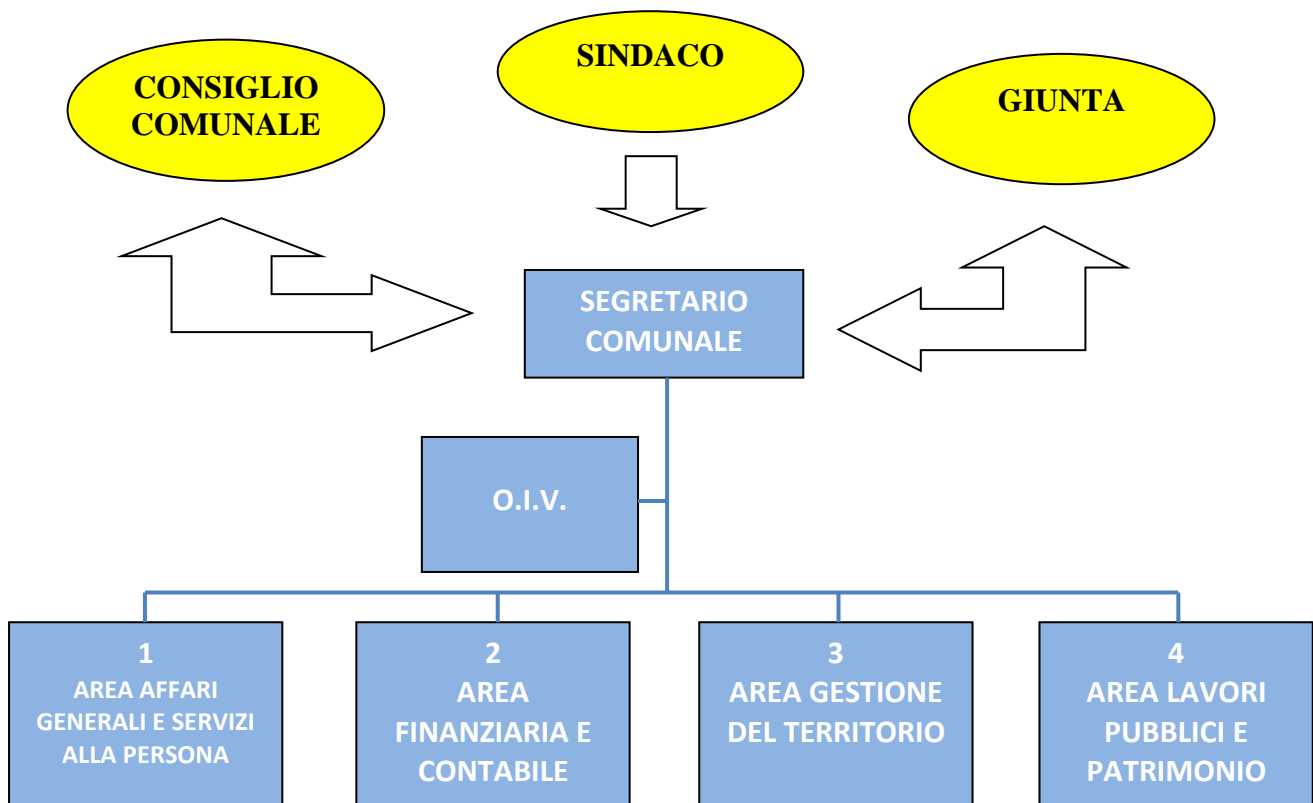 CONSIGLIO
COMUNALE
SINDACO
GIUNTA
SEGRETARIO
COMUNALE
O.I.V.
1
AREA AFFARI
GENERALI E SERVIZI
ALLA PERSONA
2
AREA
FINANZIARIA E
CONTABILE
3
AREA GESTIONE
DEL TERRITORIO
4
AREA LAVORI
PUBBLICI E
PATRIMONIO